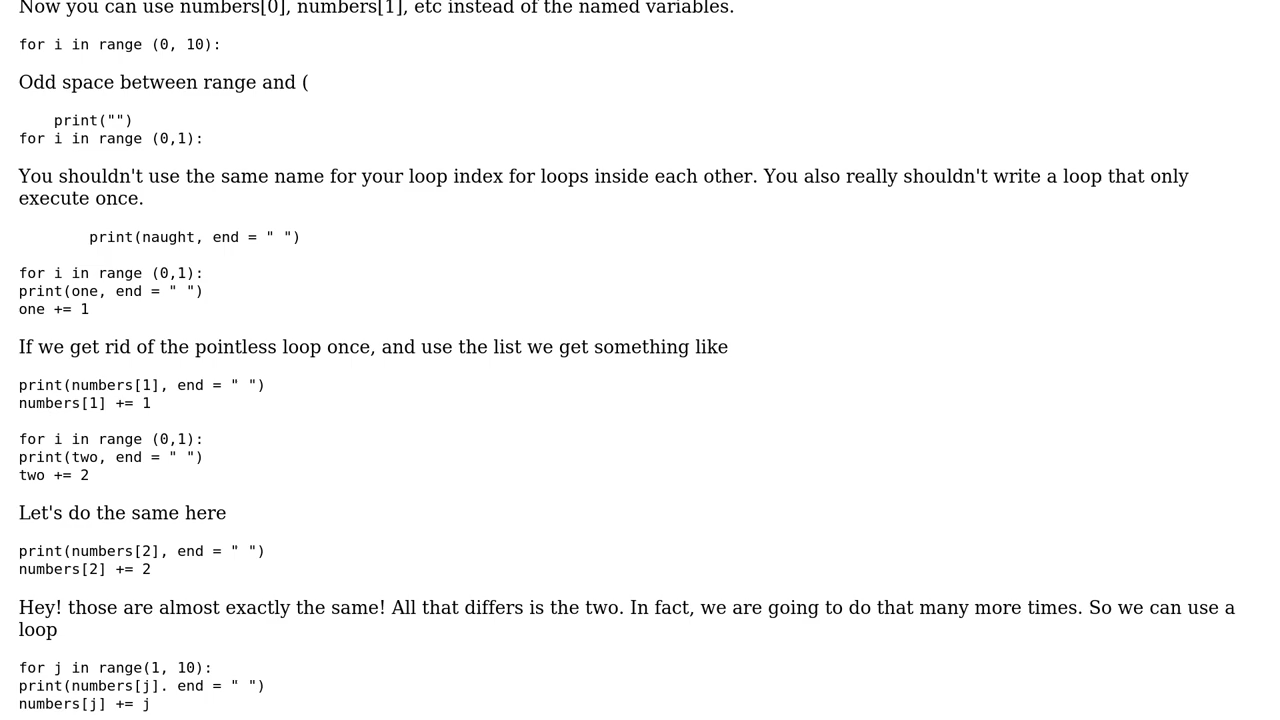 Now you can use numbers[0], numbers[1], etc instead of the named variables.
for i in range (0, 10):
Odd space between range and (
    print("")
for i in range (0,1):
You shouldn't use the same name for your loop index for loops inside each other. You also really shouldn't write a loop that only
execute once.
        print(naught, end = " ")
for i in range (0,1):
print(one, end = " ")
one += 1
If we get rid of the pointless loop once, and use the list we get something like
print(numbers[1], end = " ")
numbers[1] += 1
for i in range (0,1):
print(two, end = " ")
two += 2
Let's do the same here
print(numbers[2], end = " ")
numbers[2] += 2
Hey! those are almost exactly the same! All that differs is the two. In fact, we are going to do that many more times. So we can use a
loop
for j in range(1, 10):
print(numbers[j]. end = " ")
numbers[j] += j